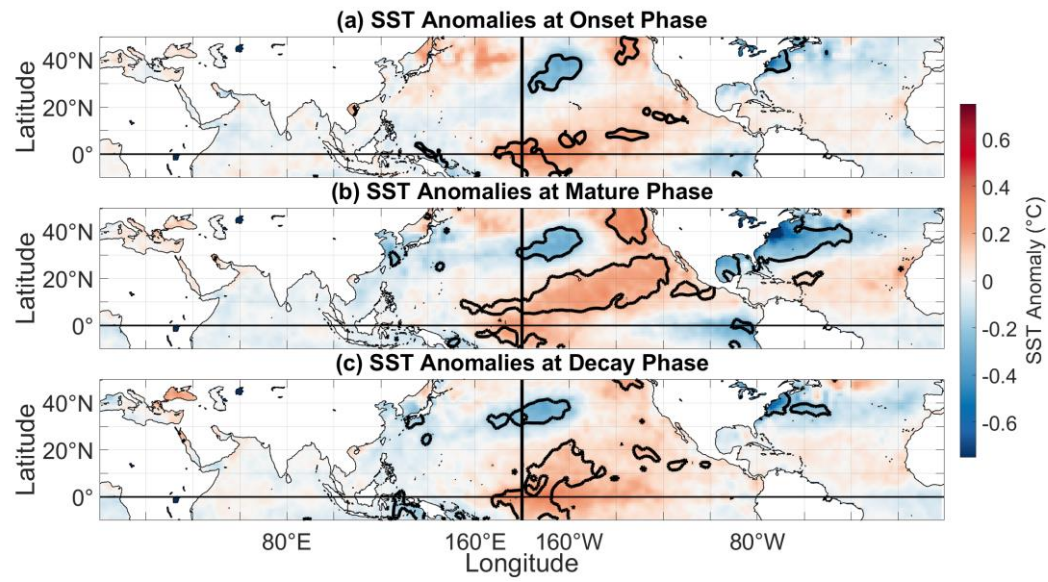 (a) SST Anomalies at Onset Phase
Latitude
40°N
20°N
0°
(b) SST Anomalies at Mature Phase
Latitude
40°N
20°N
0°
(c) SST Anomalies at Decay Phase
Latitude
40°N
20°N
0°
80°E
160°E
160°W
80°W
Longitude
0.6
0.4
0.2
0
-0.2
-0.4
-0.6
SST Anomaly (°C)